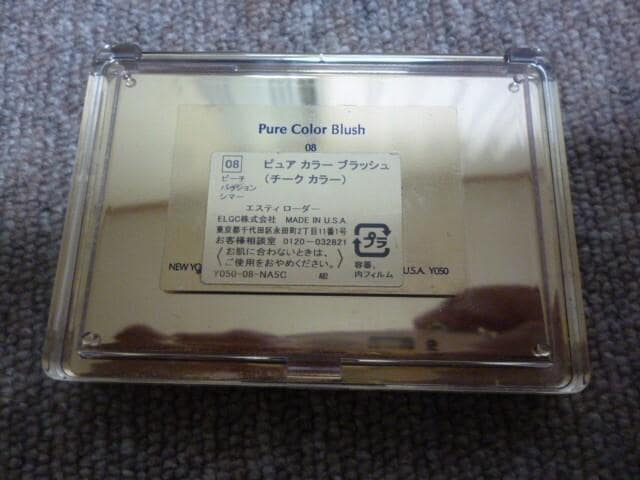 Pure Color Blush
08
08 ピュア カラー ブラッシュ
ピーチ (チーク カラー)
パッション
シマー
エスティ ローダー
ELGC株式会社 MADE IN U.S.A.
東京都千代田区永田町2丁目11番1号
お客様相談室 0120-032821
〈お肌に合わないときは、
ご使用をおやめください。〉
NEW YO U.S.A. Y050
Y050-08-NA5C A82
プラ
容器、
内フィルム